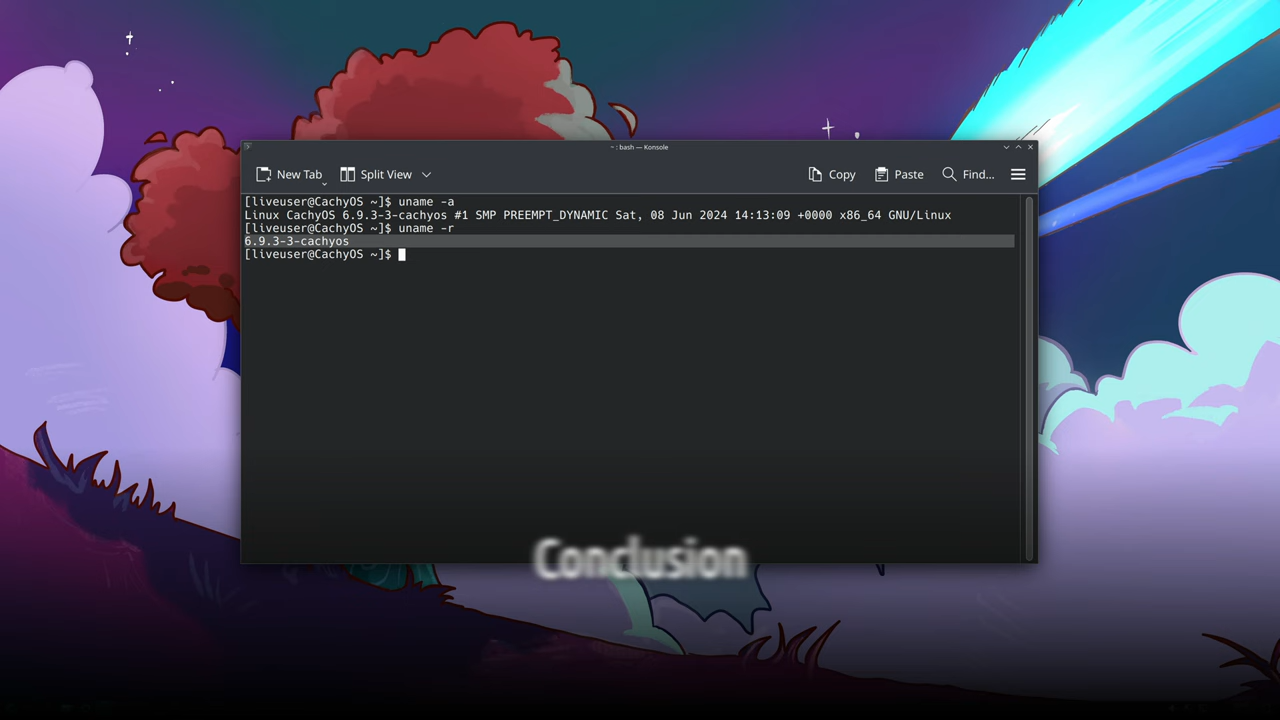 ~ : bash — Konsole
New Tab Split View Copy Paste Find...
[liveuser@CachyOS ~]$ uname -a
Linux CachyOS 6.9.3-3-cachyos #1 SMP PREEMPT_DYNAMIC Sat, 08 Jun 2024 14:13:09 +0000 x86_64 GNU/Linux
[liveuser@CachyOS ~]$ uname -r
6.9.3-3-cachyos
[liveuser@CachyOS ~]$
Conclusion